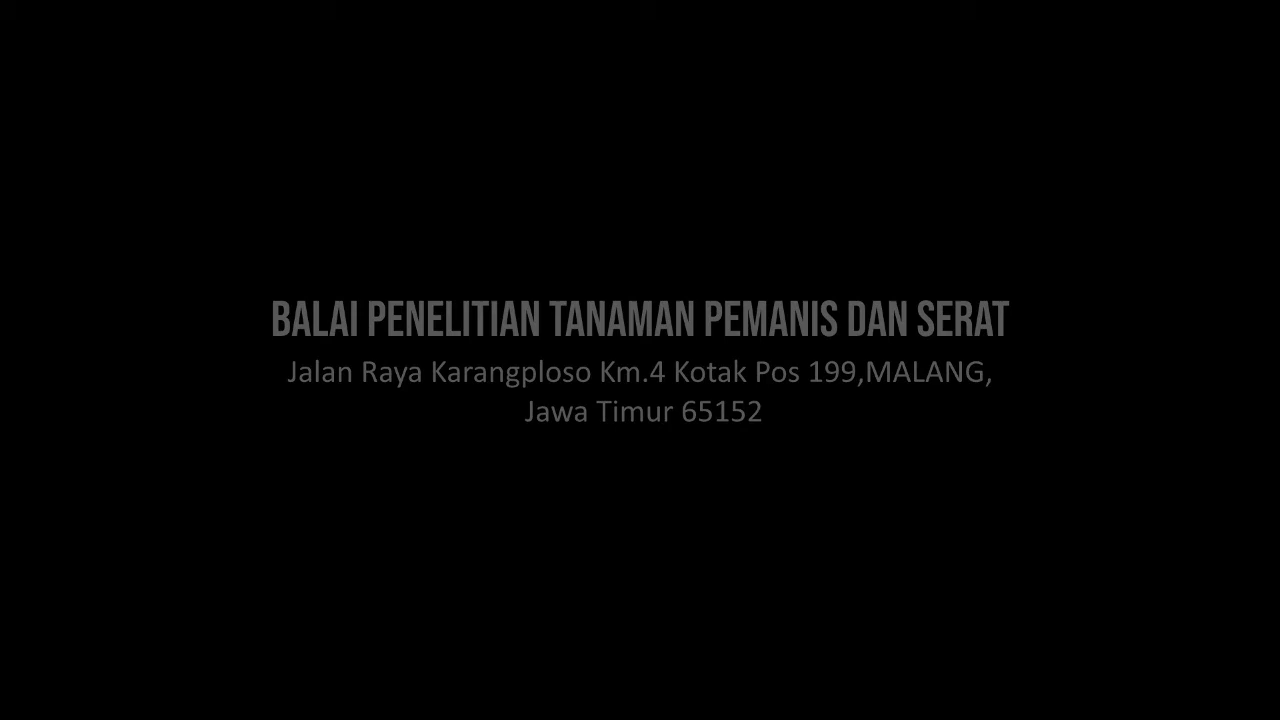 BALAI PENELITIAN TANAMAN PEMANIS DAN SERAT
Jalan Raya Karangploso Km.4 Kotak Pos 199,MALANG,
Jawa Timur 65152